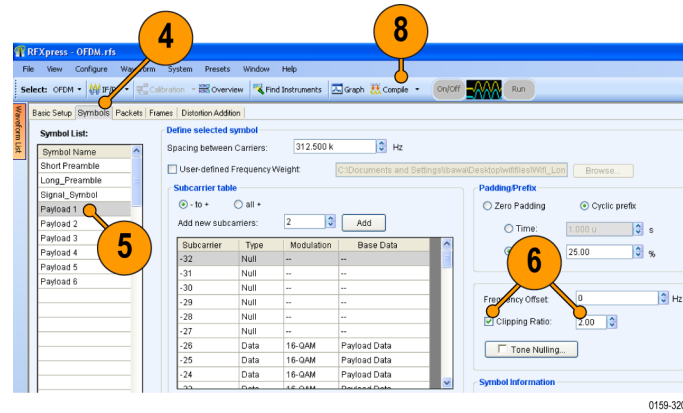 4
8
RFXpress - OFDM.rfs
File View Configure System Presets Window Help
Select: OFDM Calibration Overview Find Instruments Graph Compile On/Off Run
Waveform List
Basic Setup Symbols Packets Frames Distortion Addition
Symbol List:
Define selected symbol
Symbol Name
Spacing between Carriers: 312.500 k Hz
Short Preamble
User-defined Frequency Weight: C:\Documents and Settings\bawa\Desktop\wififiles\Wifi_Lon Browse...
Long_Preamble
Signal_Symbol
Subcarrier table
Padding/Prefix
Payload 1
- to + all +
Zero Padding Cyclic prefix
Payload 2
Add new subcarriers: 2 Add
Time: 1.000 u s
Payload 3
5
Subcarrier Type Modulation Base Data
25.00 %
Payload 4
-32 Null -- --
6
Payload 5
-31 Null -- --
Payload 6
-30 Null -- --
-29 Null -- --
Frequency Offset: 0 Hz
-28 Null -- --
Clipping Ratio: 2.00
-27 Null -- --
-26 Data 16-QAM Payload Data
Tone Nulling...
-25 Data 16-QAM Payload Data
-24 Data 16-QAM Payload Data
Symbol Information
0159-320